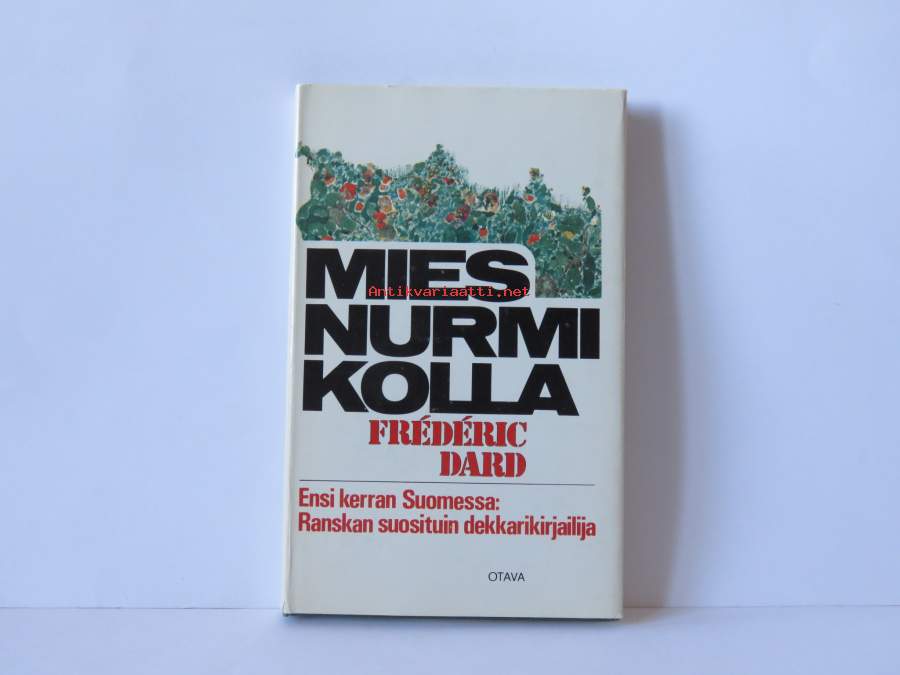 MIES
Antikvariaatti.net
NURMI
KOLLA
FRÉDÉRIC
DARD
Ensi kerran Suomessa:
Ranskan suosituin dekkarikirjailija
OTAVA